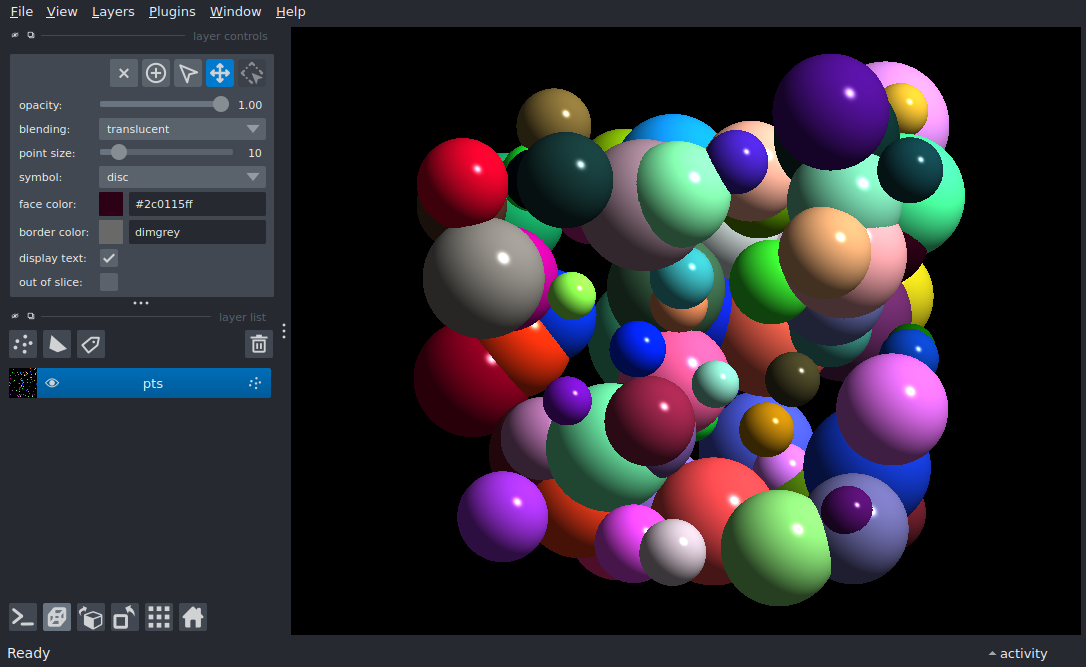 File View Layers Plugins Window Help
layer controls
opacity: 1.00
blending: translucent
point size: 10
symbol: disc
face color: #2c0115ff
border color: dimgrey
display text:
out of slice:
layer list
pts
Ready activity